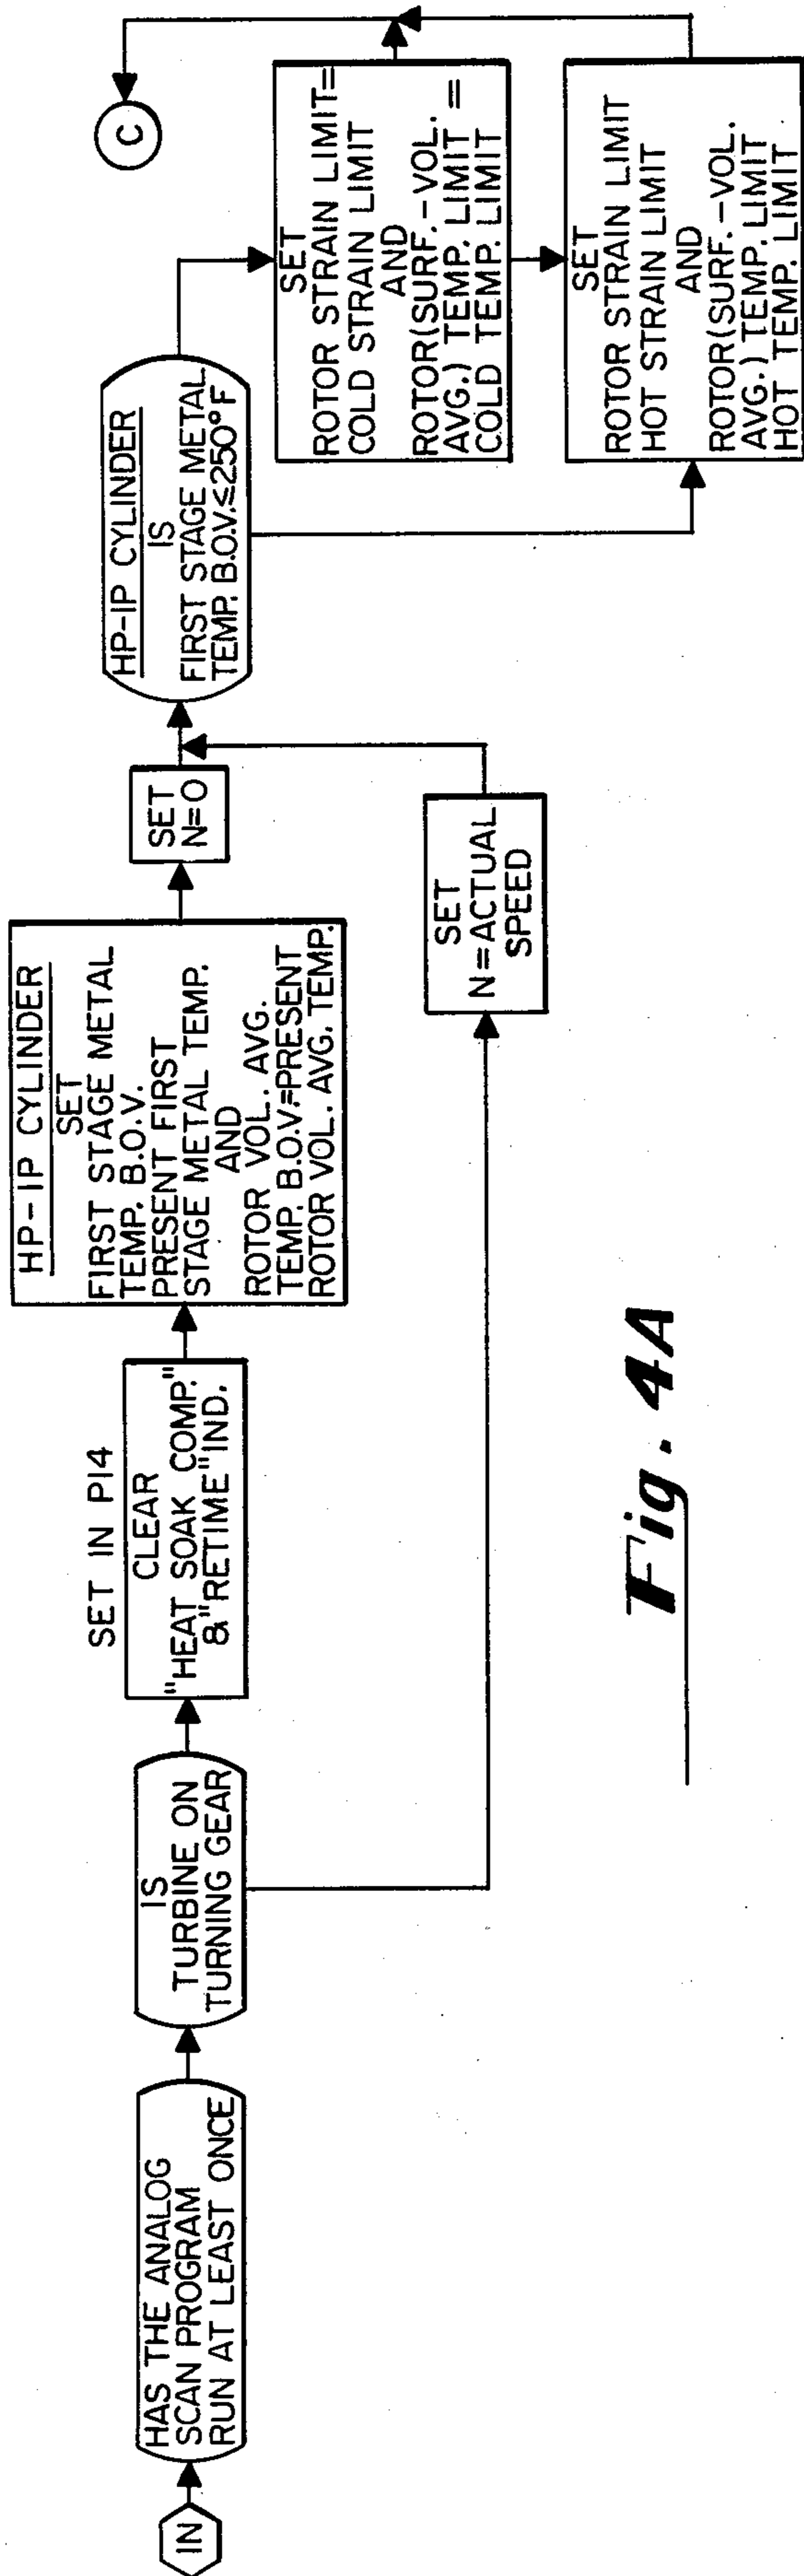 IN
HAS THE ANALOG
SCAN PROGRAM
RUN AT LEAST ONCE
IS
TURBINE ON
TURNING GEAR
SET IN P14
CLEAR
"HEAT SOAK COMP."
&"RETIME"IND.
HP-IP CYLINDER
SET
FIRST STAGE METAL
TEMP. B.O.V.
PRESENT FIRST
STAGE METAL TEMP.
AND
ROTOR VOL. AVG.
TEMP. B.O.V.=PRESENT
ROTOR VOL. AVG. TEMP.
SET
N=0
SET
N=ACTUAL
SPEED
HP-IP CYLINDER
IS
FIRST STAGE METAL
TEMP. B.O.V.≤250°F
SET
ROTOR STRAIN LIMIT=
COLD STRAIN LIMIT
AND
ROTOR(SURF.-VOL.
AVG.) TEMP. LIMIT =
COLD TEMP. LIMIT
SET
ROTOR STRAIN LIMIT
HOT STRAIN LIMIT
AND
ROTOR(SURF.-VOL.
AVG.) TEMP. LIMIT
HOT TEMP. LIMIT
C
Fig. 4A